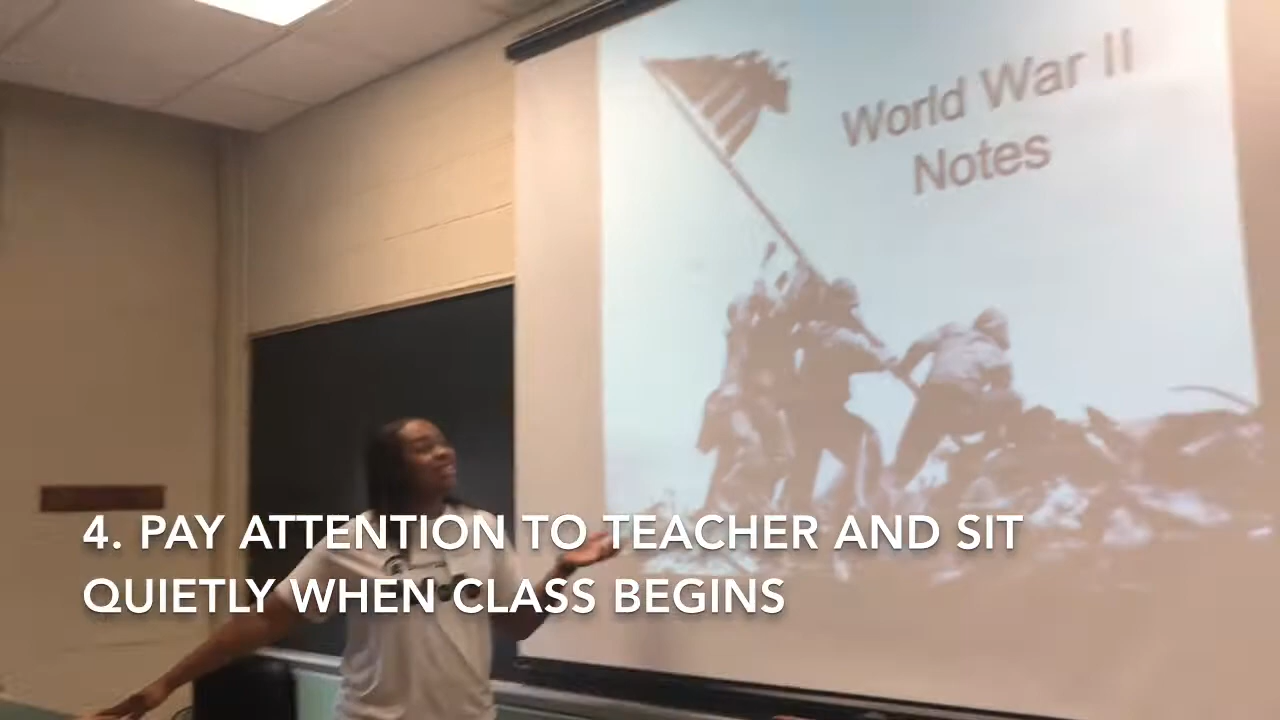 World War II
Notes
4. PAY ATTENTION TO TEACHER AND SIT
QUIETLY WHEN CLASS BEGINS